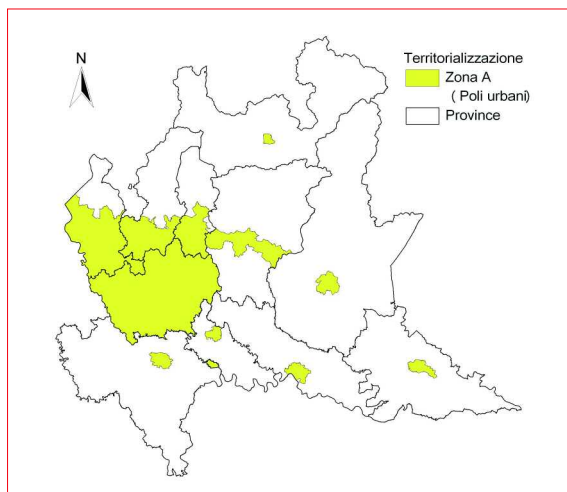 N
Territorializzazione
Zona A
( Poli urbani)
Province